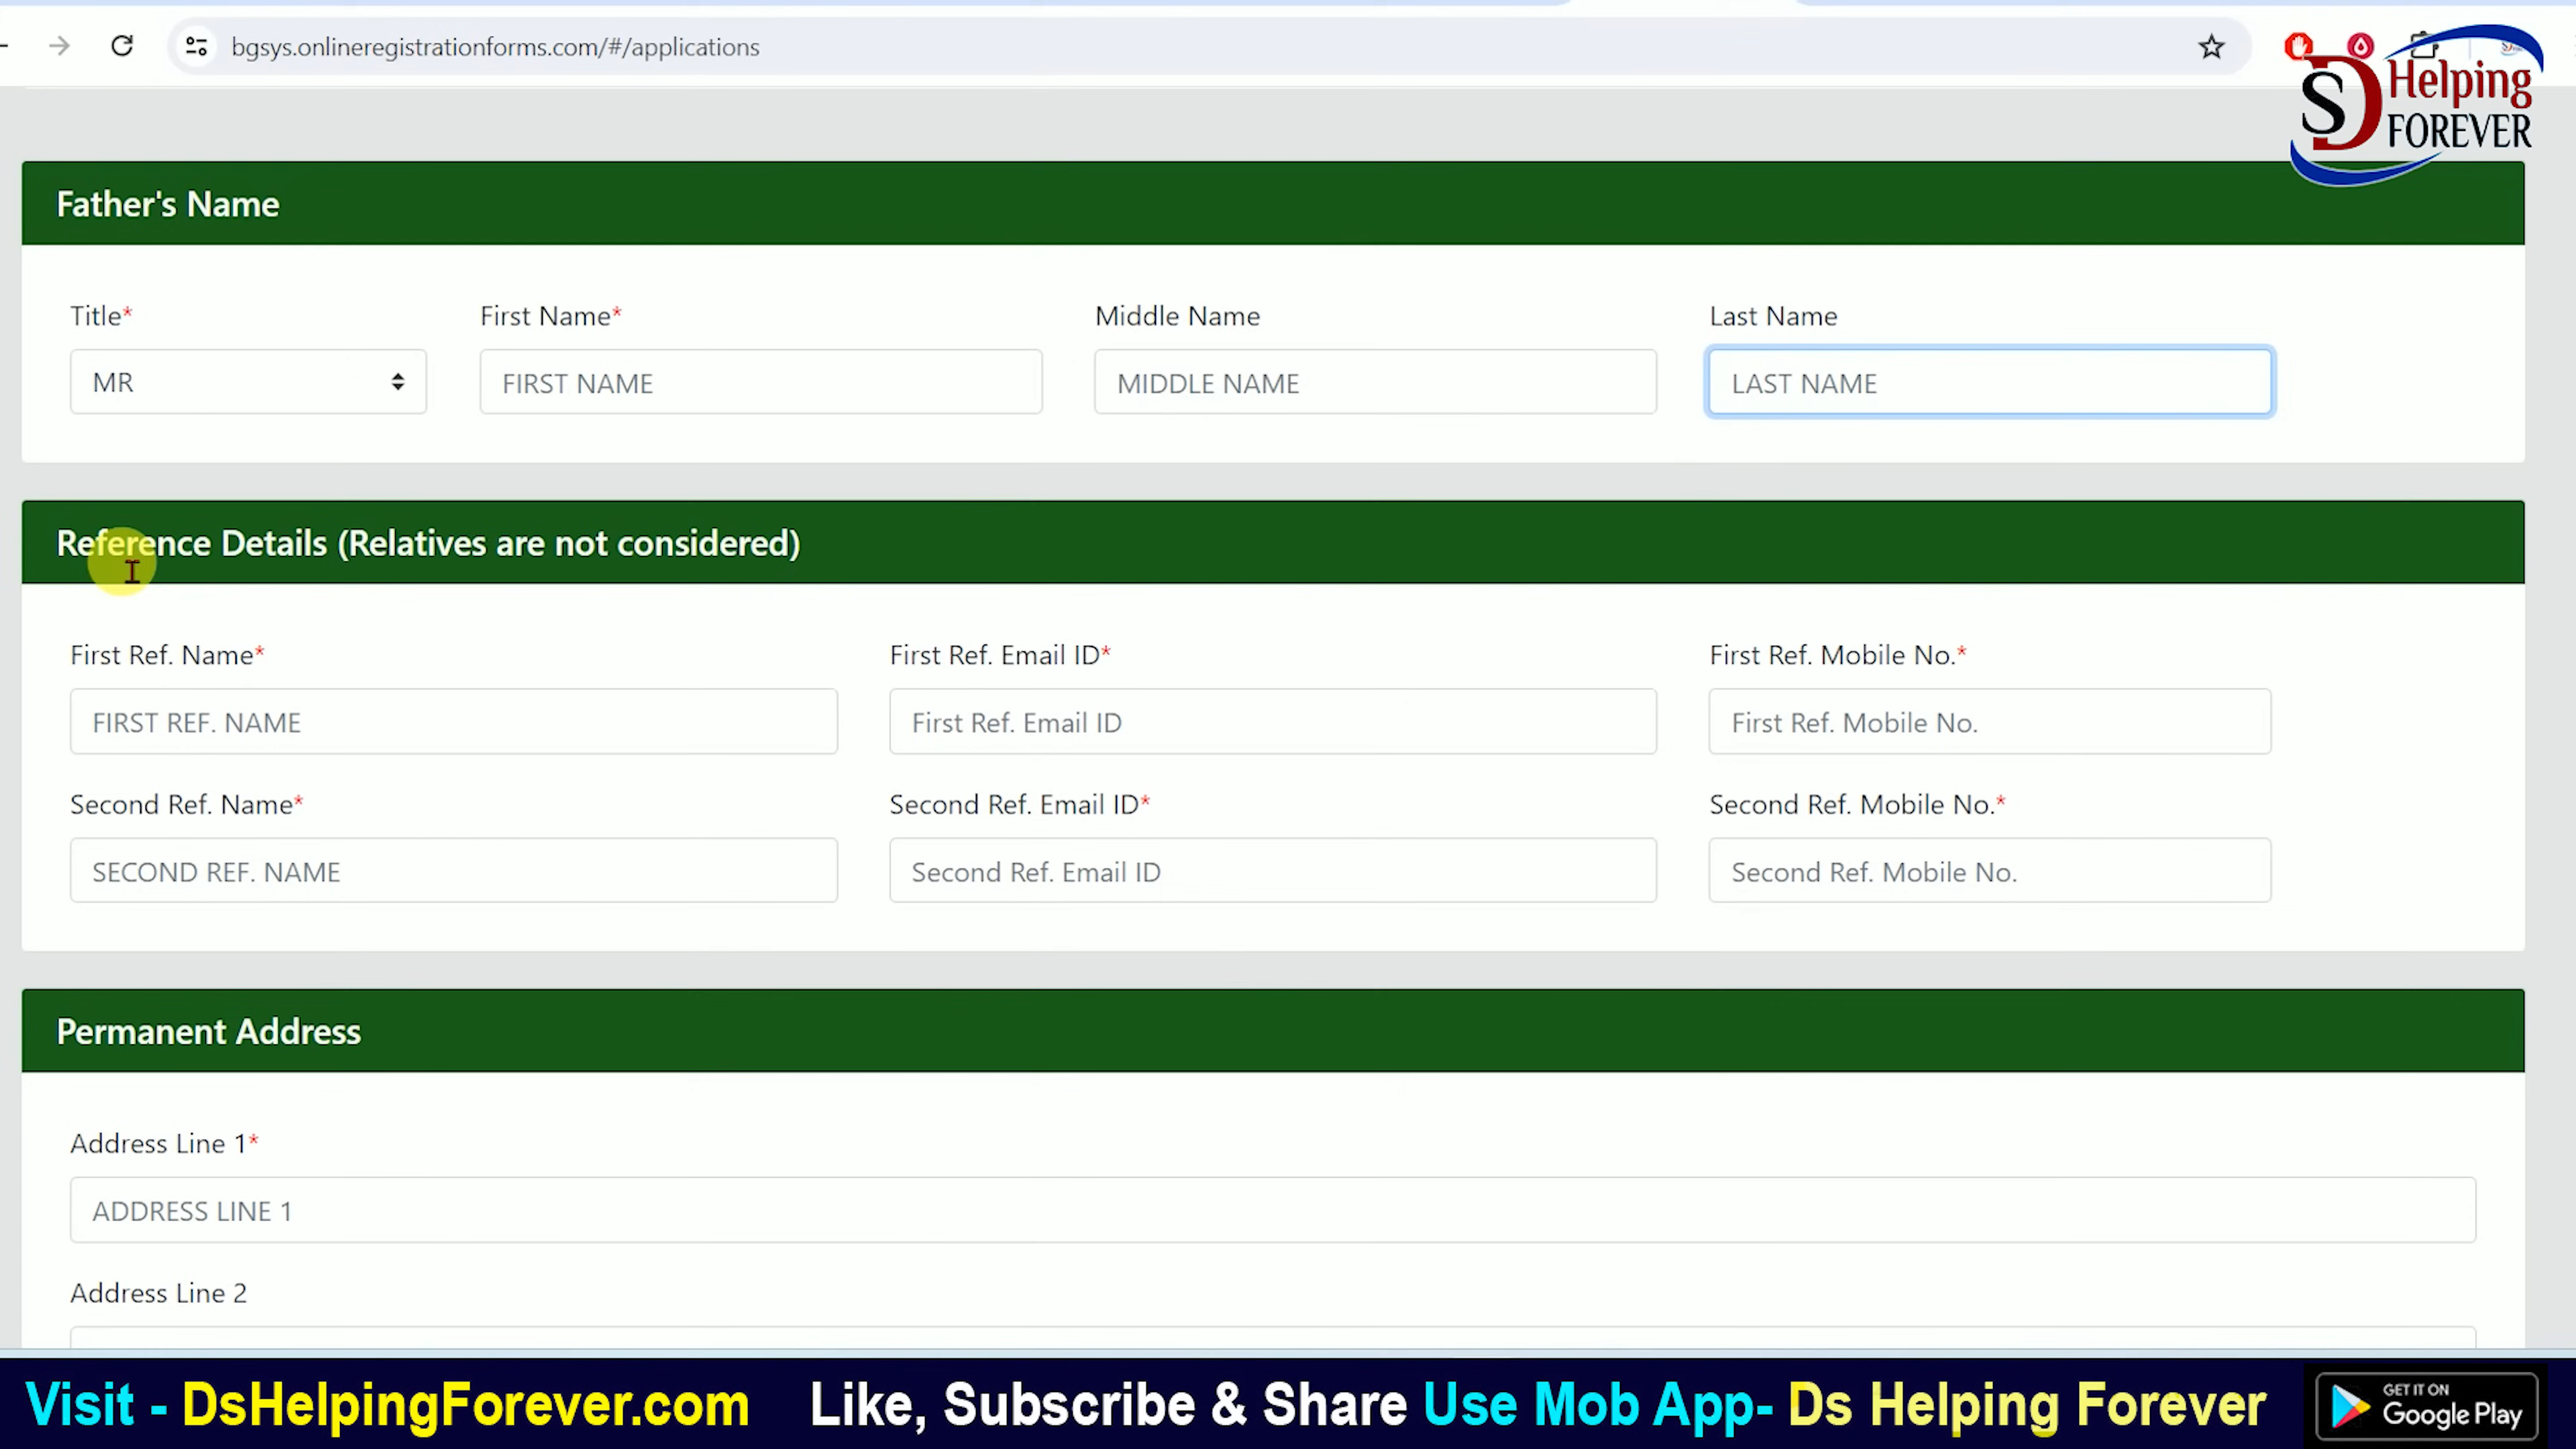 bgsys.onlineregistrationforms.com/#/applications
SD Helping
FOREVER
Father's Name
Title* First Name* Middle Name Last Name
MR FIRST NAME MIDDLE NAME LAST NAME
Reference Details (Relatives are not considered)
First Ref. Name* First Ref. Email ID* First Ref. Mobile No.*
FIRST REF. NAME First Ref. Email ID First Ref. Mobile No.
Second Ref. Name* Second Ref. Email ID* Second Ref. Mobile No.*
SECOND REF. NAME Second Ref. Email ID Second Ref. Mobile No.
Permanent Address
Address Line 1*
ADDRESS LINE 1
Address Line 2
Visit - DsHelpingForever.com Like, Subscribe & Share Use Mob App- Ds Helping Forever
GET IT ON
Google Play